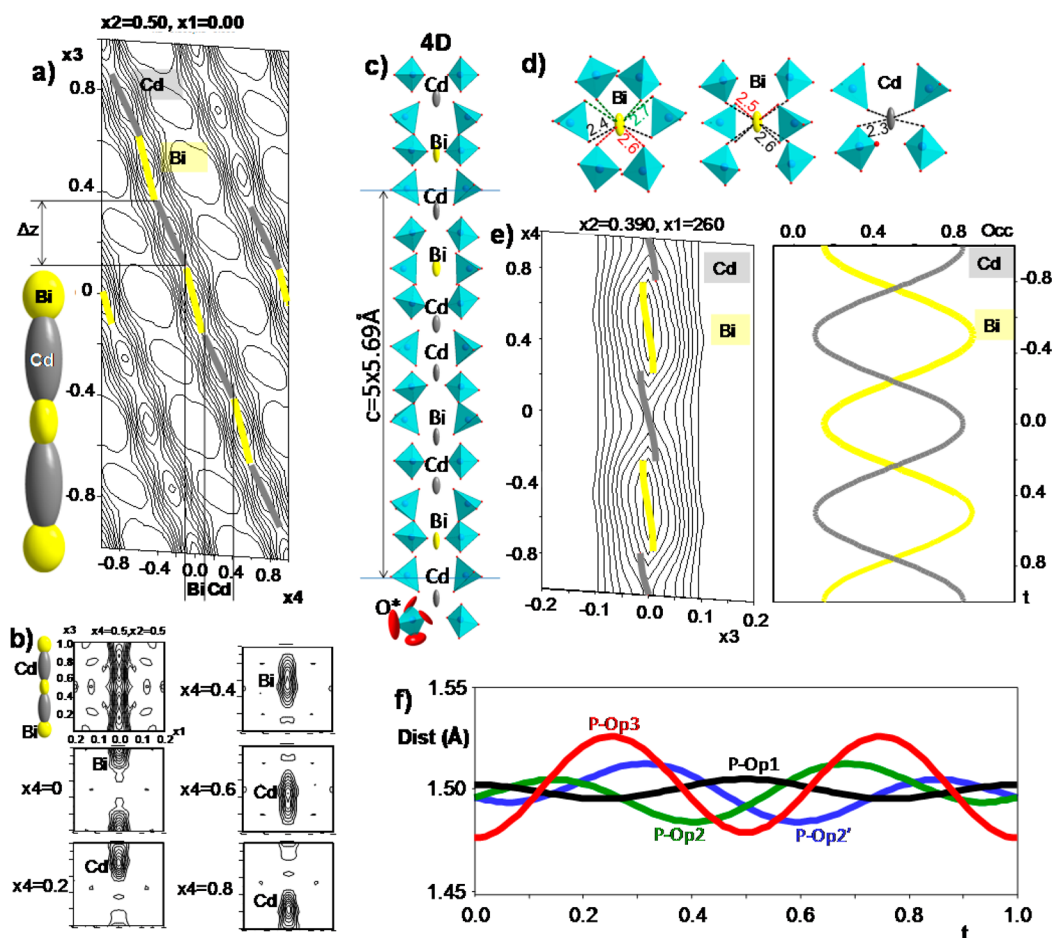 x2=0.50, x1=0.00
x3
a)
0.8
0.4
0
-0.4
-0.8
Δz
Cd
Bi
Bi
Cd
-0.8
-0.4
0.0
0.4
0.8
Bi
Cd
x4
b)
x3
x4=0.5,x2=0.5
1.0
0.8
0.6
0.4
0.2
Cd
Bi
0.2
0.1
0.0
0.1
0.2
x1
x4=0
Bi
x4=0.2
Cd
x4=0.4
Bi
x4=0.6
Cd
x4=0.8
Cd
4D
c)
Cd
Bi
Cd
Bi
Cd
Cd
Bi
Cd
Bi
Cd
c=5x5.69Å
O*
d)
Bi
2.4
2.7
2.6
Bi
2.5
2.6
Cd
2.3
x2=0.390, x1=260
e)
x4
0.8
0.4
0
-0.4
-0.8
Cd
Bi
-0.2
-0.1
0.0
0.1
0.2
x3
0.0
0.4
0.8
Occ
Cd
Bi
-0.8
-0.4
0.0
0.4
0.8
t
f)
Dist (Å)
1.55
1.50
1.45
P-Op3
P-Op1
P-Op2
P-Op2'
0.0
0.2
0.4
0.6
0.8
1.0
t